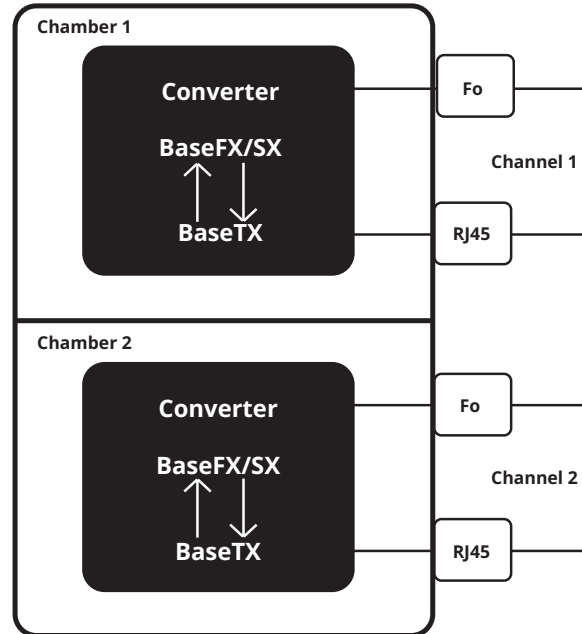 Chamber 1
Converter
Fo
BaseFX/SX
Channel 1
BaseTX
RJ45
Chamber 2
Converter
Fo
BaseFX/SX
Channel 2
BaseTX
RJ45